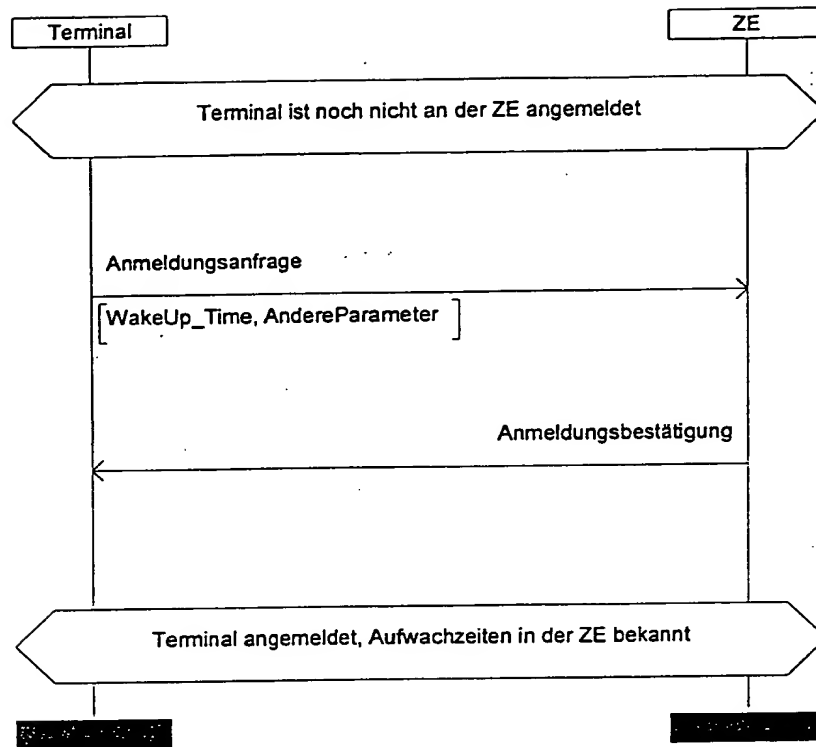 Terminal
ZE
Terminal ist noch nicht an der ZE angemeldet
Anmeldungsanfrage
[WakeUp_Time, AndereParameter ]
Anmeldungsbestätigung
Terminal angemeldet, Aufwachzeiten in der ZE bekannt